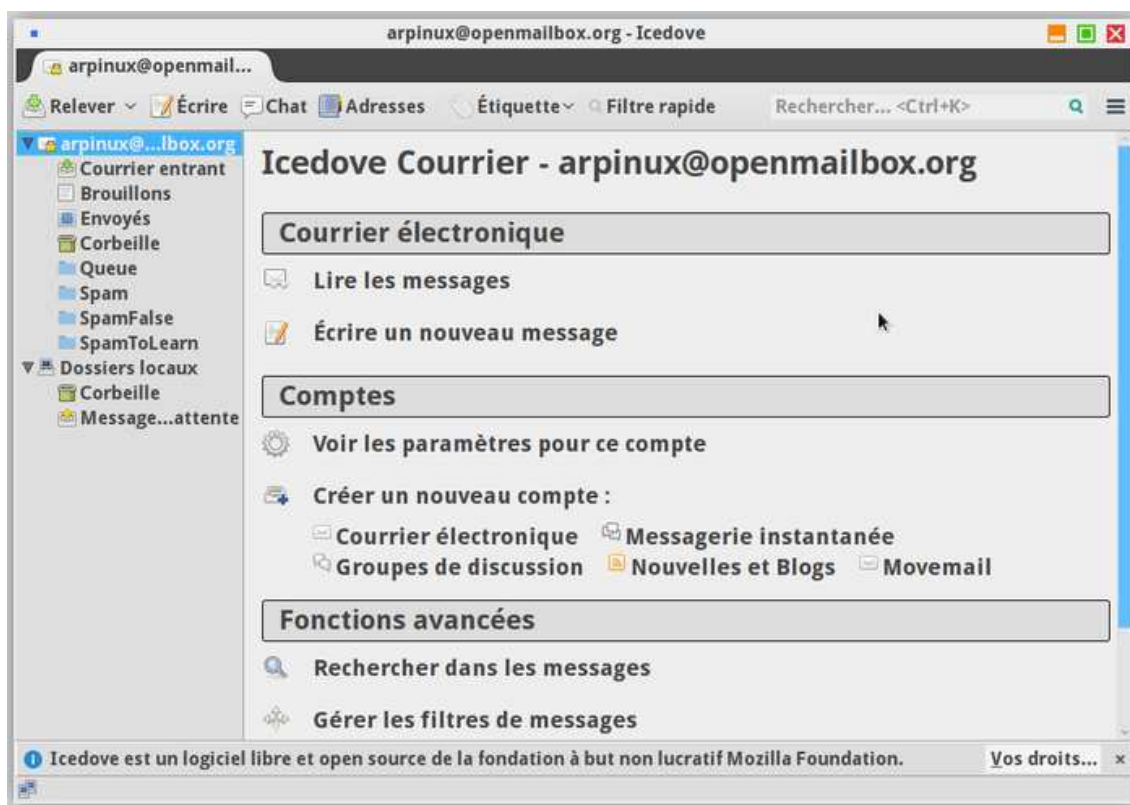 arpinux@openmailbox.org - Icedove
arpinux@openmail...
Relever Écrire Chat Adresses Étiquette Filtre rapide Rechercher... <Ctrl+K>
arpinux@...lbox.org
Courrier entrant
Brouillons
Envoyés
Corbeille
Queue
Spam
SpamFalse
SpamToLearn
Dossiers locaux
Corbeille
Message...attente
Icedove Courrier - arpinux@openmailbox.org
Courrier électronique
Lire les messages
Écrire un nouveau message
Comptes
Voir les paramètres pour ce compte
Créer un nouveau compte :
Courrier électronique Messagerie instantanée
Groupes de discussion Nouvelles et Blogs Movemail
Fonctions avancées
Rechercher dans les messages
Gérer les filtres de messages
Icedove est un logiciel libre et open source de la fondation à but non lucratif Mozilla Foundation. Vos droits... ×